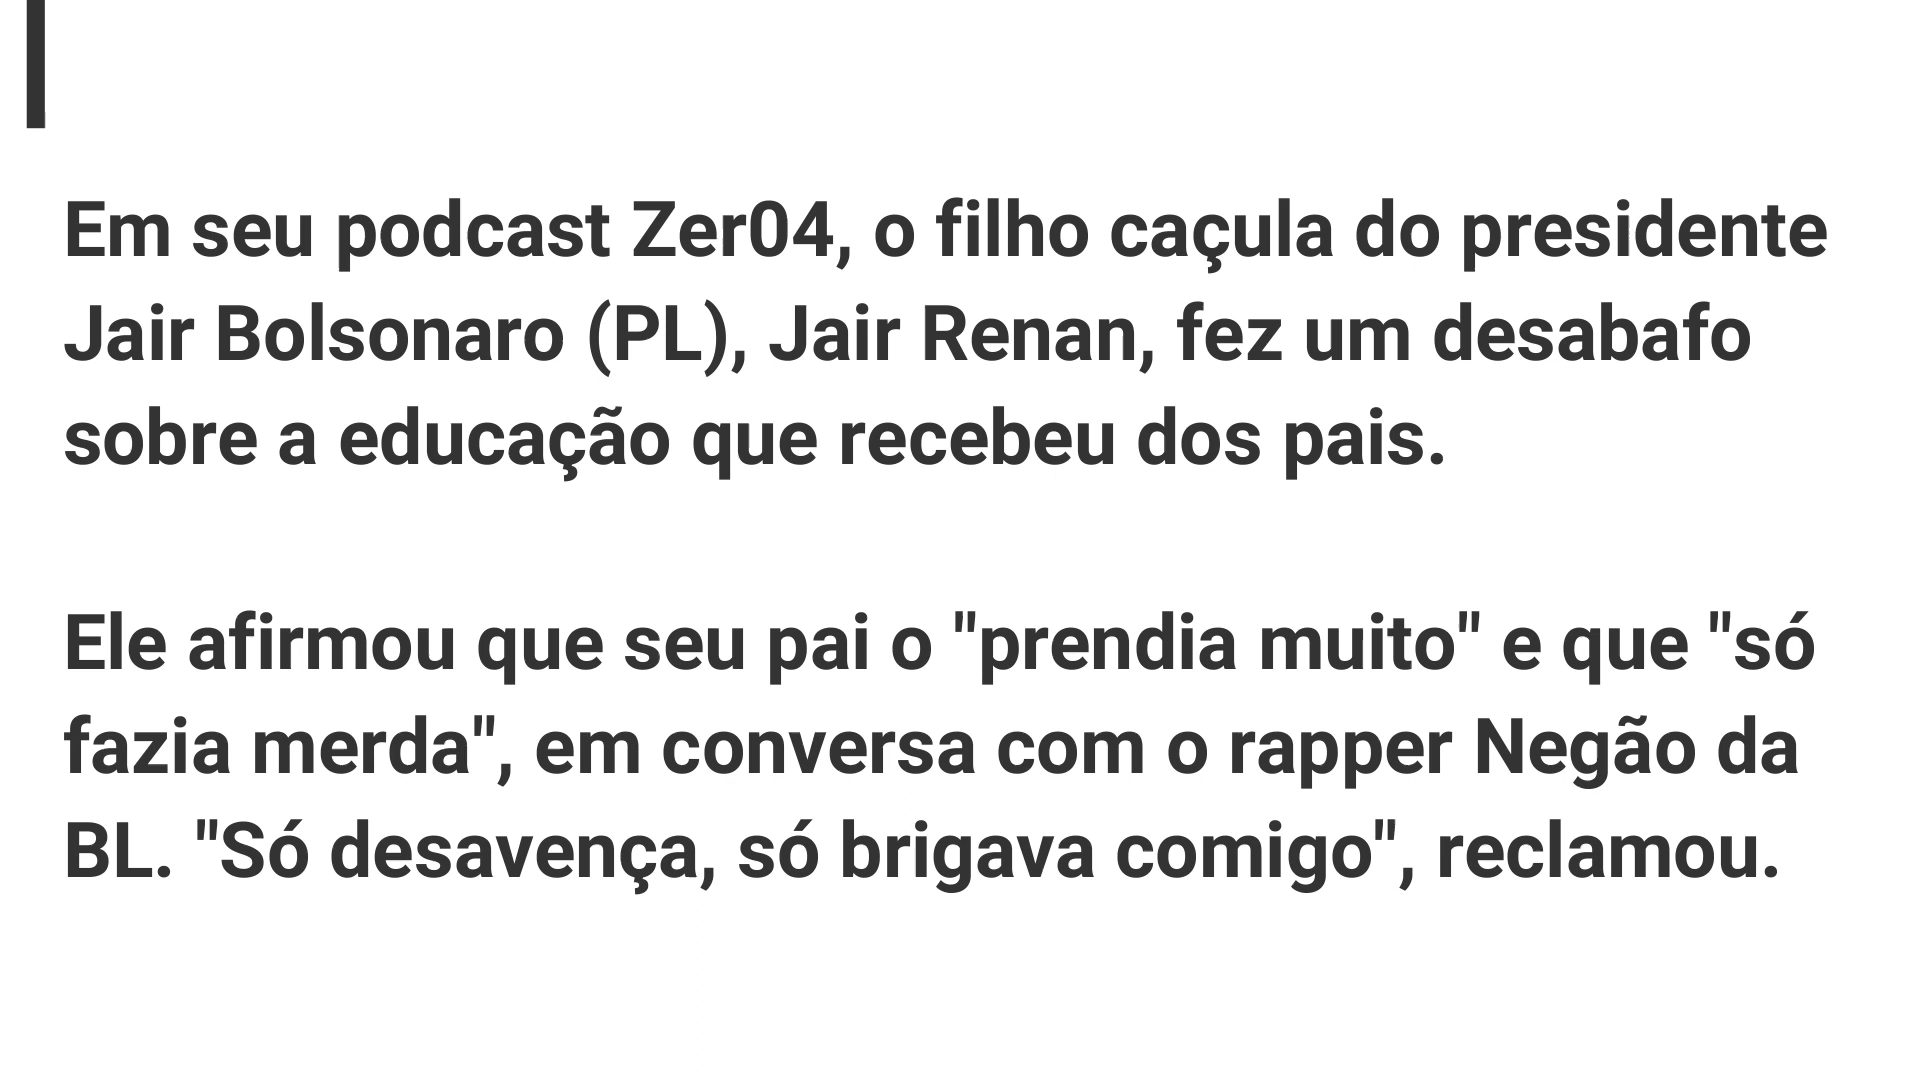 Em seu podcast Zer04, o filho caçula do presidente
Jair Bolsonaro (PL), Jair Renan, fez um desabafo
sobre a educação que recebeu dos pais.
Ele afirmou que seu pai o "prendia muito" e que "só
fazia merda", em conversa com o rapper Negão da
BL. "Só desavença, só brigava comigo", reclamou.